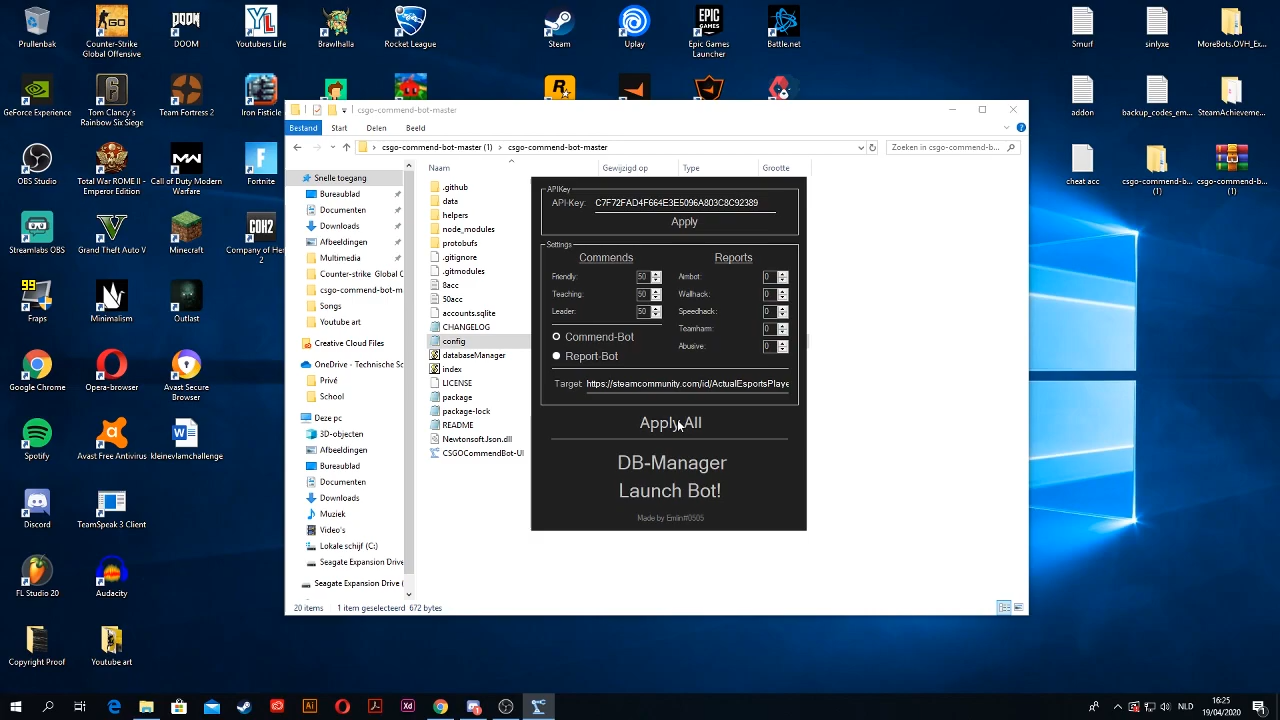 Prullenbak
Counter-Strike Global Offensive
DOOM
Youtubers Life
Brawlhalla
Rocket League
Steam
Uplay
Epic Games Launcher
Battle.net
Smurf
sinlyxe
MoreBots.OVH_Ex...
GeForce Experience
Tom Clancy's Rainbow Six Siege
Team Fortress 2
Iron Fisticle
addon
backup_codes_em...
SteamAchieveme...
csgo-commend-bot-master
Bestand
Start
Delen
Beeld
csgo-commend-bot-master (1)
csgo-commend-bot-master
Zoeken in csgo-commend-b...
Naam
Gewijzigd op
Type
Grootte
OBS Studio
Total War ROME II - Emperor Edition
Call of Duty Modern Warfare
Fortnite
cheat acc
csgo-commend-b... (1)
Streamlabs OBS
Grand Theft Auto V
Minecraft
COH2
Company of Her 2
99
Fraps
Minimalism
Outlast
Google Chrome
Opera-browser
Avast Secure Browser
Spotify
Avast Free Antivirus
kleinevlamchallenge
Discord
TeamSpeak 3 Client
FL Studio 20
Audacity
Copyright Proof
Youtube art
Snelle toegang
Bureaublad
Documenten
Downloads
Afbeeldingen
Multimedia
Counter-strike Global O
csgo-commend-bot-m
Songs
Youtube art
Creative Cloud Files
OneDrive - Technische Sc
Privé
School
Deze pc
3D-objecten
Afbeeldingen
Bureaublad
Documenten
Downloads
Muziek
Video's
Lokale schijf (C:)
Seagate Expansion Drive
Seagate Expansion Drive (
.github
data
helpers
node_modules
protobufs
.gitignore
.gitmodules
8acc
50acc
accounts.sqlite
CHANGELOG
config
databaseManager
index
LICENSE
package
package-lock
README
Newtonsoft.Json.dll
CSGOCommendBot-UI
APIKey
API-Key:
Apply
Settings
Commends
Reports
Friendly: 50
Aimbot: 0
Teaching: 50
Wallhack: 0
Leader: 50
Speedhack: 0
Teamharm: 0
Abusive: 0
Commend-Bot
Report-Bot
Target: https://steamcommunity.com/id/ActualEsportsPlaye
Apply All
DB-Manager
Launch Bot!
Made by Emlin#0505
20 items
1 item geselecteerd 672 bytes
NLD
16:25
19/04/2020